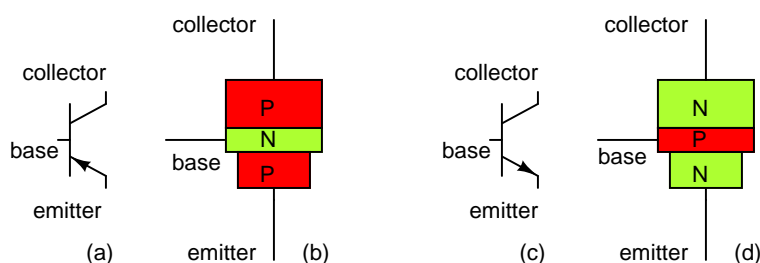 collector
collector
P
N
base
P
emitter
base
emitter
(a)
(b)
collector
collector
N
P
base
N
emitter
base
emitter
(c)
(d)